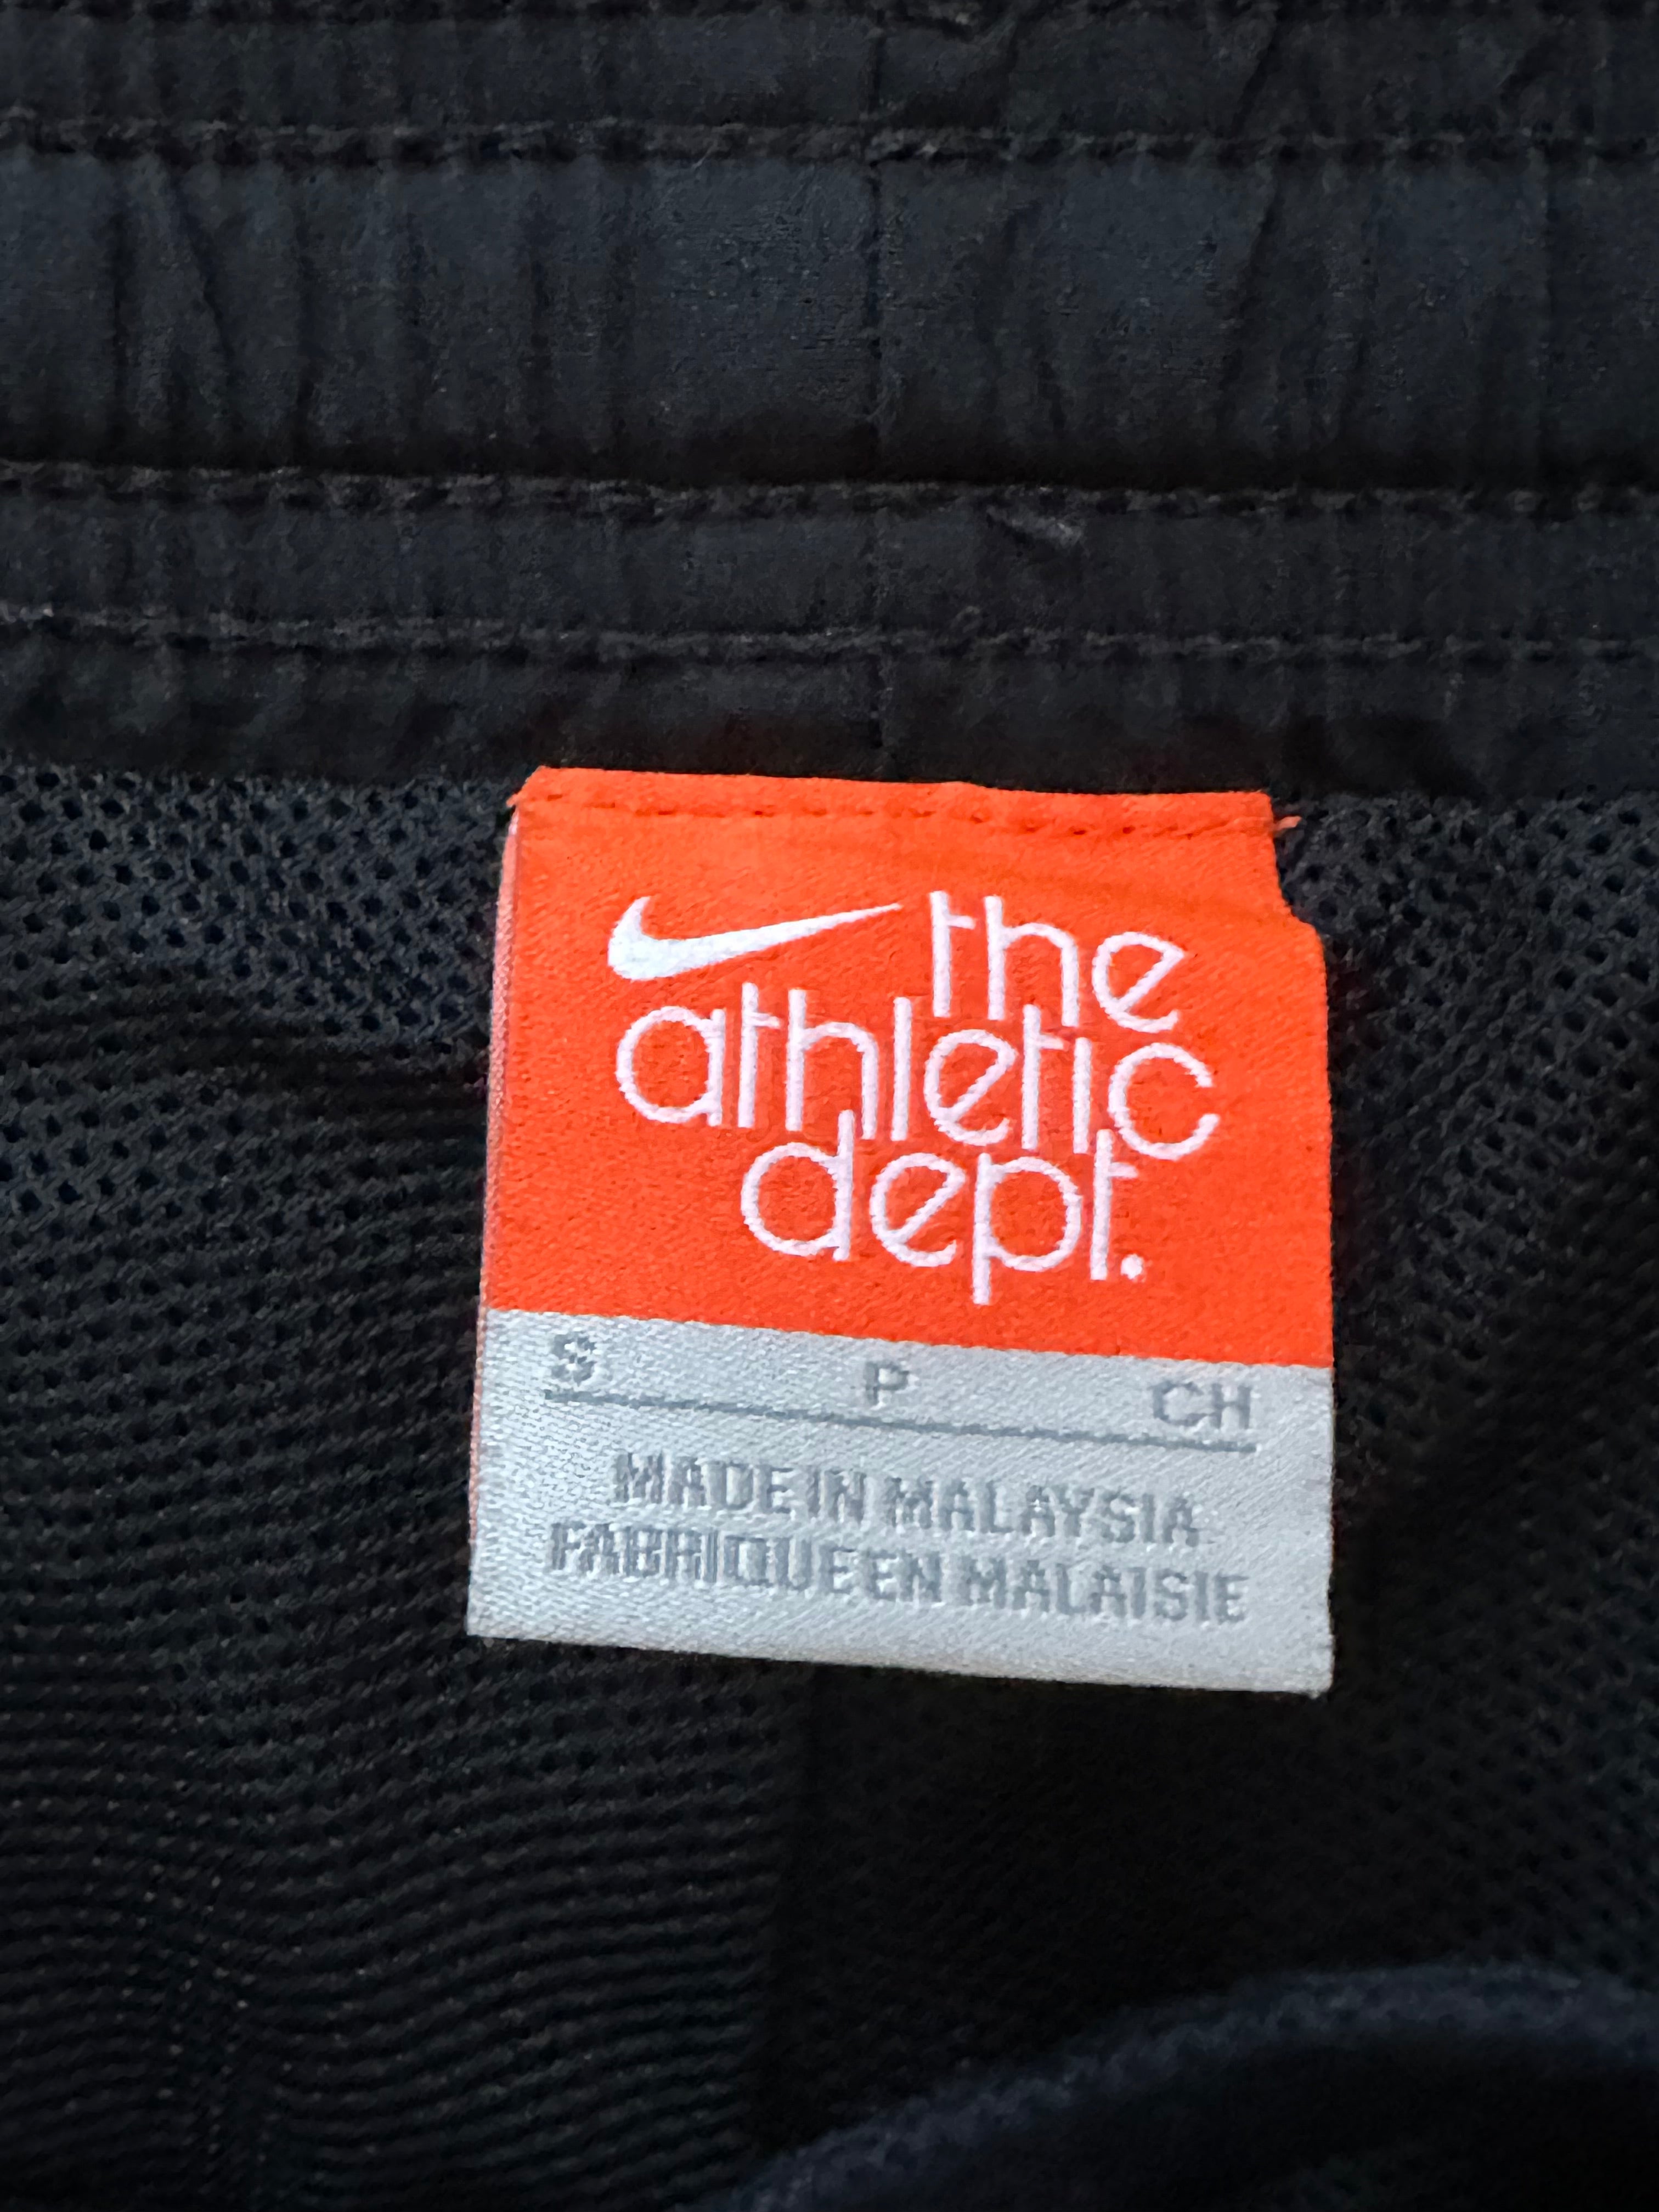 the
athletic
dept.
S P CH
MADE IN MALAYSIA
FABRIQUE EN MALAISIE